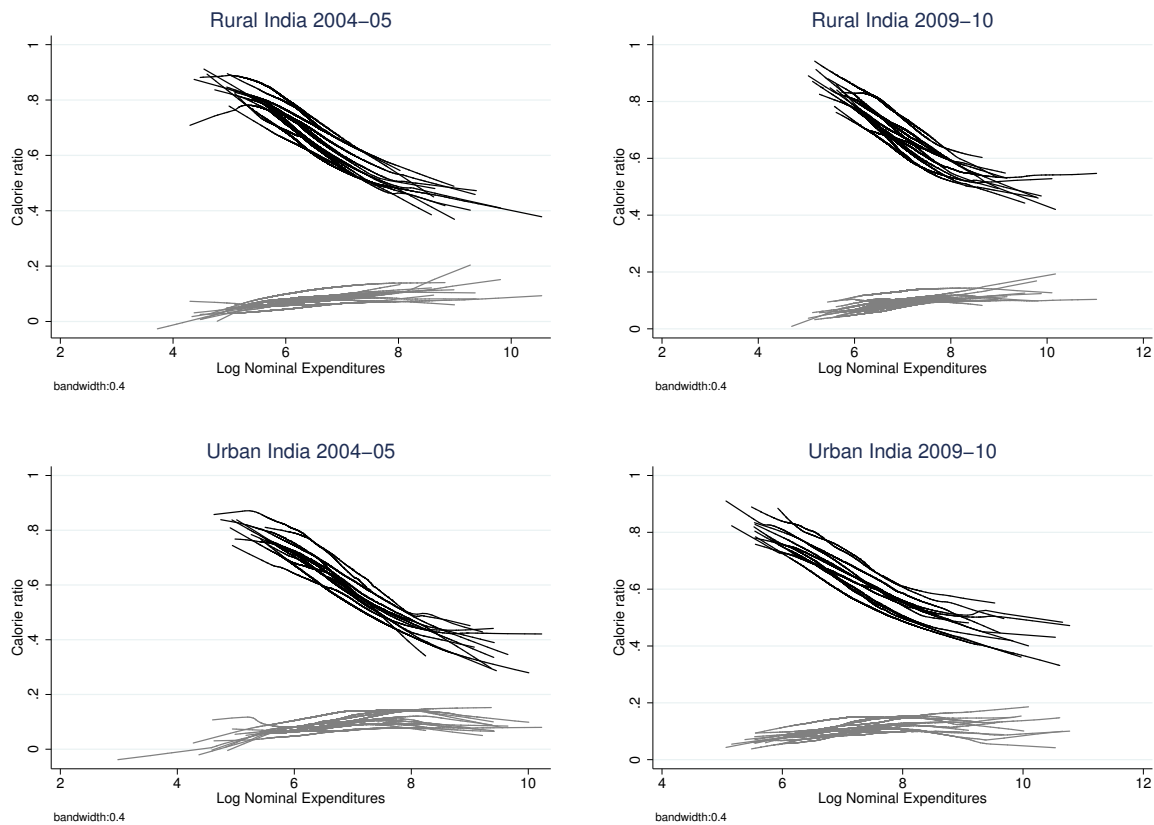 Rural India 2004–05
Calorie ratio
0 .2 .4 .6 .8 1
2 4 6 8 10
Log Nominal Expenditures
bandwidth:0.4
Rural India 2009–10
Calorie ratio
0 .2 .4 .6 .8 1
2 4 6 8 10 12
Log Nominal Expenditures
bandwidth:0.4
Urban India 2004–05
Calorie ratio
0 .2 .4 .6 .8 1
2 4 6 8 10
Log Nominal Expenditures
bandwidth:0.4
Urban India 2009–10
Calorie ratio
0 .2 .4 .6 .8 1
4 6 8 10 12
Log Nominal Expenditures
bandwidth:0.4